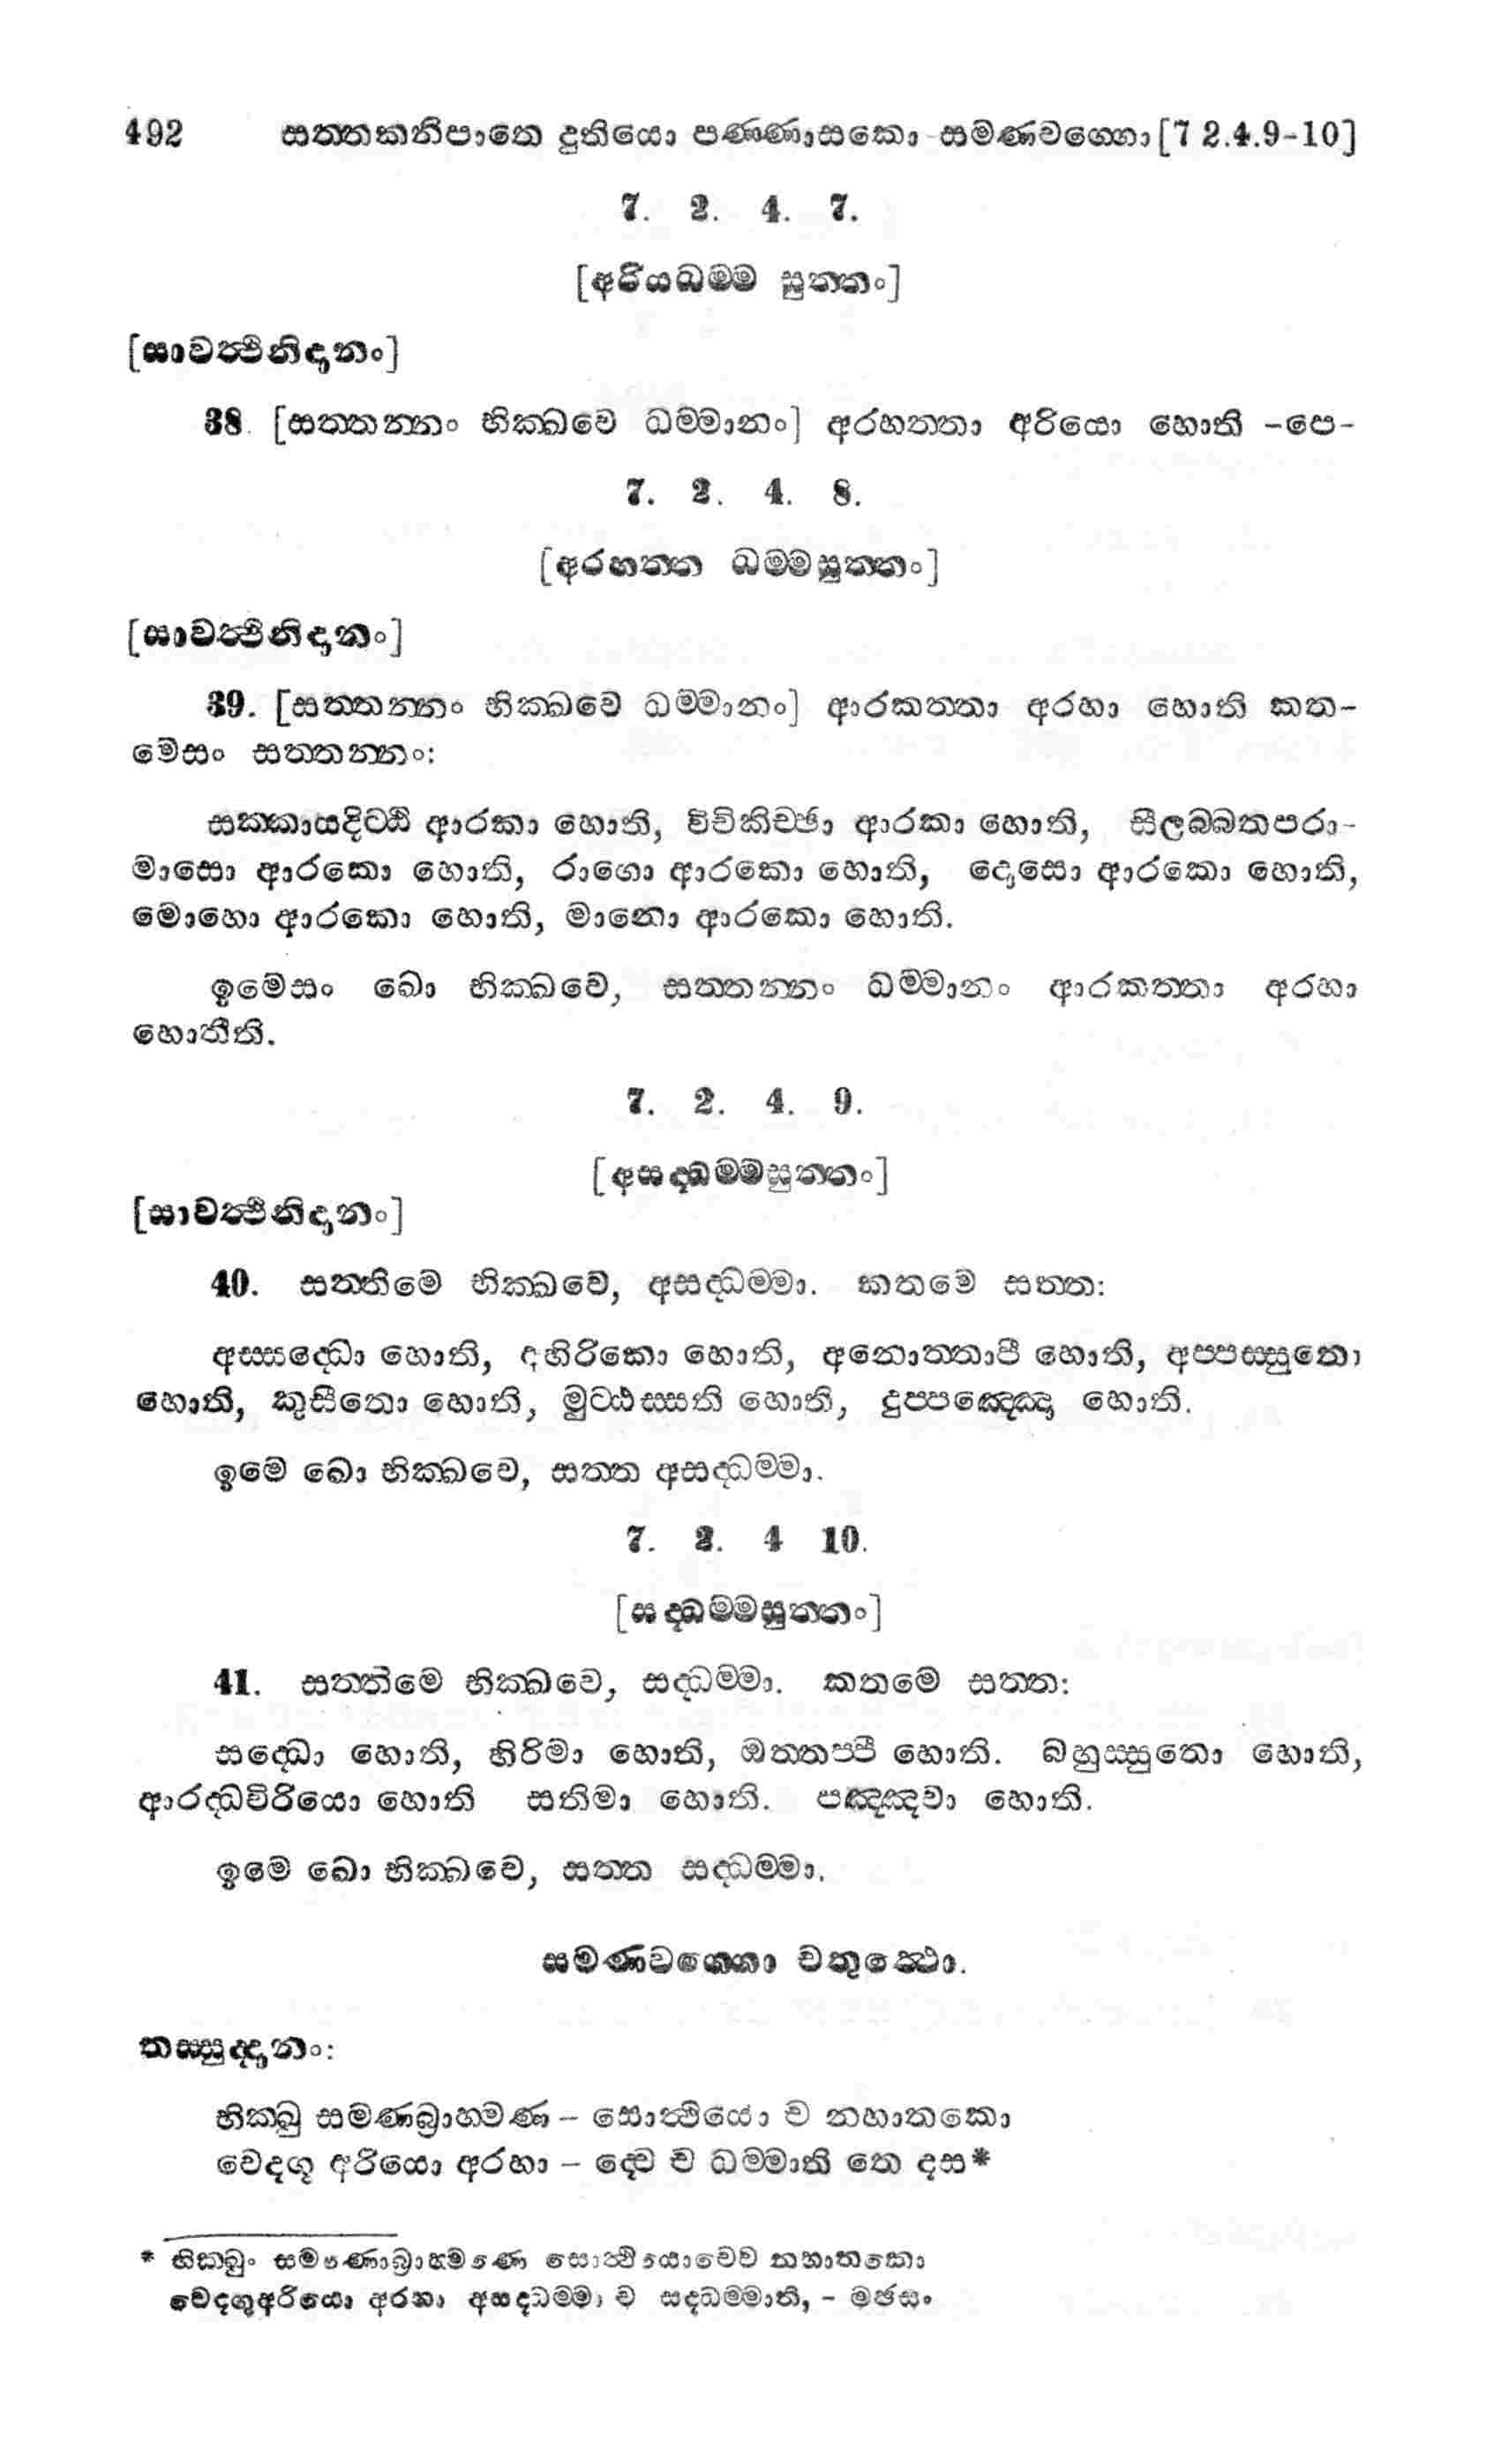 492 සත්තකනිපාතෙ දුතියො පණ්ණාසකො -සමණවග්ගො [7 2.4.9-10]
7. 2. 4. 7.
[අරියධම්ම සුත්තං]
[සාවත්ථිනිදානං]
38. [සත්තන්නං භික්ඛවෙ ධම්මානං] අරහත්තා අරියො හොති -පෙ-
7. 2. 4. 8.
[අරහත්ත ධම්මසුත්තං]
[සාවත්ථිනිදානං]
39. [සත්තන්නං භික්ඛවෙ ධම්මානං] ආරකත්තා අරහා හොති කත-
මෙසං සත්තන්නං:
සක්කායදිට්ඨි ආරකා හොති, විචිකිච්ඡා ආරකා හොති, සීලබ්බතපරා-
මාසො ආරකො හොති, රාගො ආරකො හොති, දොසො ආරකො හොති,
මොහො ආරකො හොති, මානො ආරකො හොති.
ඉමෙසං ඛො භික්ඛවෙ, සත්තන්නං ධම්මානං ආරකත්තා අරහා
හොතීති.
7. 2. 4. 9.
[අසද්ධම්මසුත්තං]
[සාවත්ථිනිදානං]
40. සත්තිමෙ භික්ඛවෙ, අසද්ධම්මා. කතමෙ සත්ත:
අස්සද්ධො හොති, අහිරිකො හොති, අනොත්තාපී හොති, අප්පස්සුතො
හොති, කුසීතො හොති, මුට්ඨස්සති හොති, දුප්පඤ්ඤො හොති.
ඉමෙ ඛො භික්ඛවෙ, සත්ත අසද්ධම්මා.
7. 2. 4 10.
[සද්ධම්මසුත්තං]
41. සත්තිමෙ භික්ඛවෙ, සද්ධම්මා. කතමෙ සත්ත:
සද්ධො හොති, හිරිමා හොති, ඔත්තප්පී හොති. බහුස්සුතො හොති,
ආරද්ධවිරියො හොති සතිමා හොති. පඤ්ඤවා හොති.
ඉමෙ ඛො භික්ඛවෙ, සත්ත සද්ධම්මා.
සමණවග්ගො චතුත්ථො.
තස්සුද්දානං:
භික්ඛු සමණබ්‍රාහ්මණ – සොත්ථියො ච නහාතකො
වෙදගූ අරියො අරහා – ද්වෙ ච ධම්මාති තෙ දස*
* භික්ඛුං සමණොබ්‍රාහ්මණො සොත්ථියොචෙව නහාතකො
වෙදගුඅරියො අරහා අසද්ධම්මා ච සද්ධම්මාති, - මඡසං